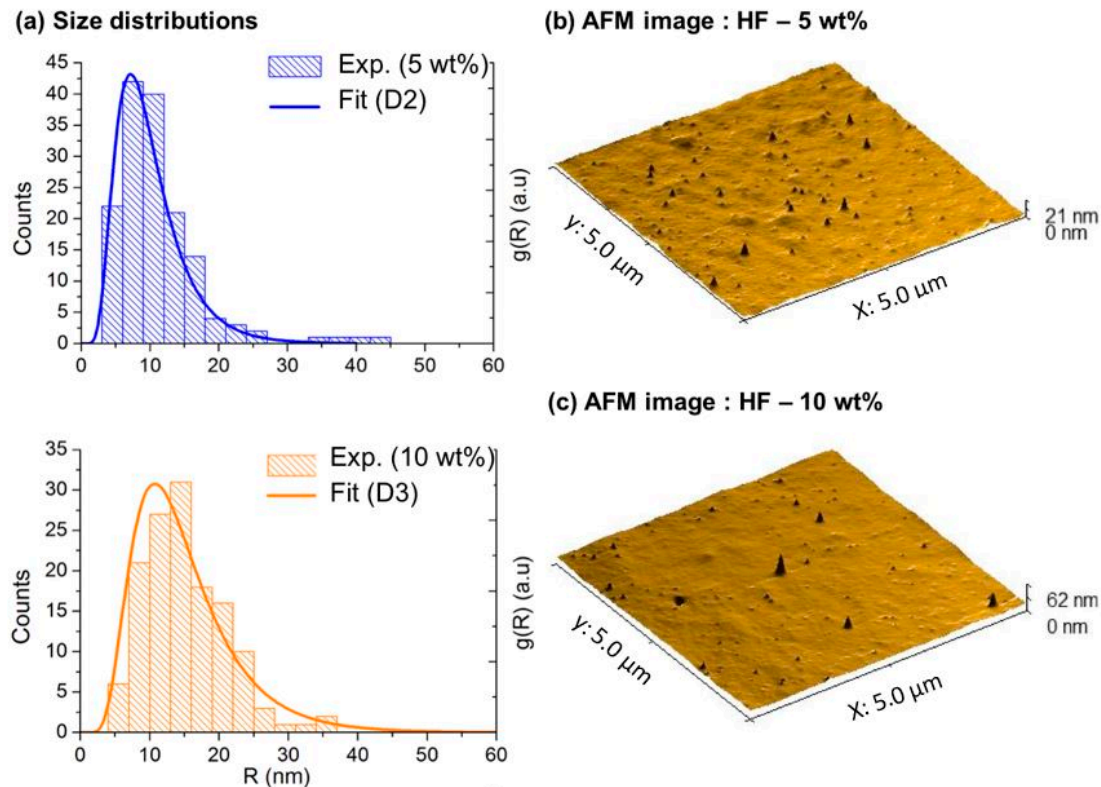 (a) Size distributions
45
40
35
30
25
20
15
10
5
0
Counts
Exp. (5 wt%)
Fit (D2)
g(R) (a.u)
0 10 20 30 40 50 60
(b) AFM image : HF – 5 wt%
y: 5.0 µm
X: 5.0 µm
21 nm
0 nm
35
30
25
20
15
10
5
0
Counts
Exp. (10 wt%)
Fit (D3)
g(R) (a.u)
0 10 20 30 40 50 60
R (nm)
(c) AFM image : HF – 10 wt%
y: 5.0 µm
X: 5.0 µm
62 nm
0 nm